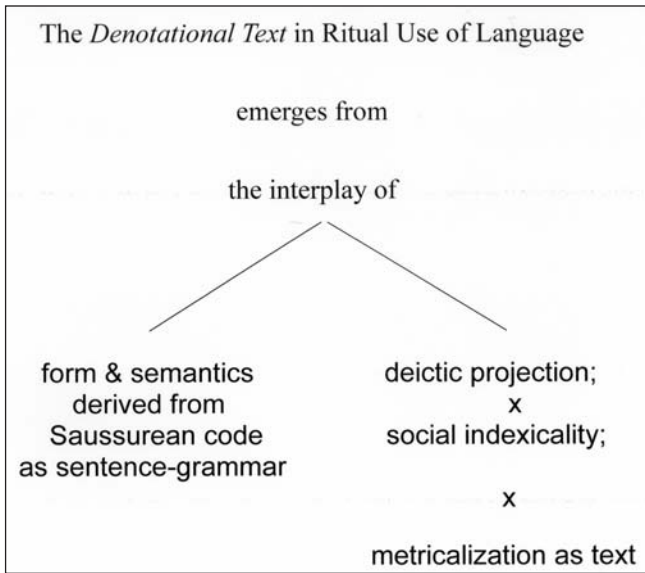 The Denotational Text in Ritual Use of Language
emerges from
the interplay of
form & semantics
derived from
Saussurean code
as sentence-grammar
deictic projection;
x
social indexicality;
x
metricalization as text